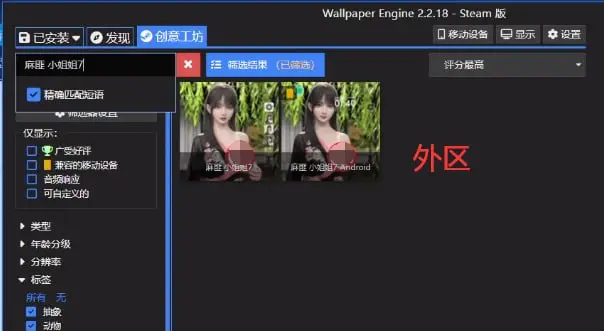 Wallpaper Engine 2.2.18 - Steam 版
已安装 发现 创意工坊 移动设备 显示 设置
麻匪 小姐姐7 筛选结果 (已筛选) 评分最高
精确匹配短语
筛选器设置
仅显示:
广受好评
兼容的移动设备
音频响应
可自定义的
麻匪 小姐姐7 麻匪 小姐姐7-Android
外区
类型
年龄分级
分辨率
标签
所有 无
抽象
动物